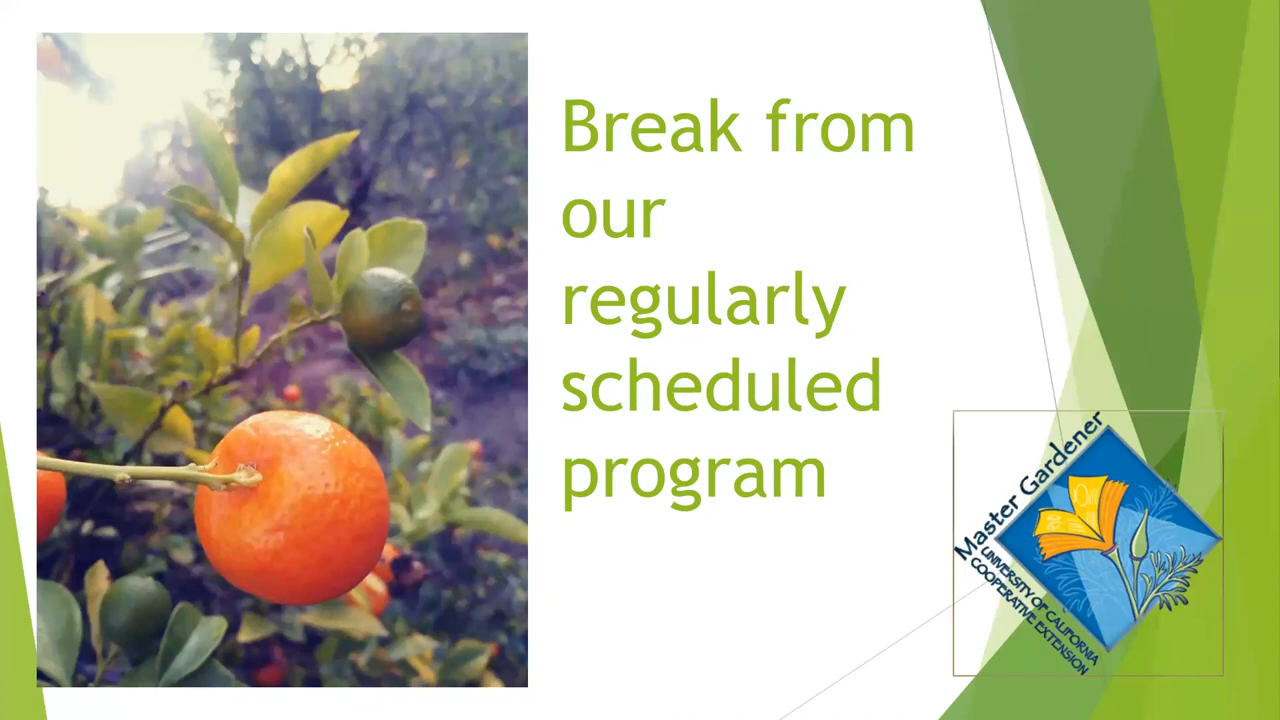 Break from
our
regularly
scheduled
program
Master Gardener
UNIVERSITY OF CALIFORNIA
COOPERATIVE EXTENSION